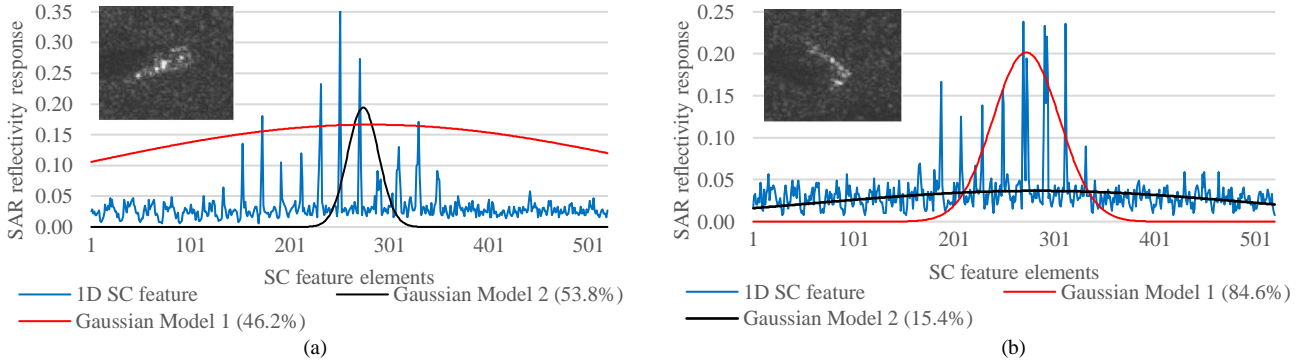 0.35
0.30
0.25
0.20
0.15
0.10
0.05
0.00
SAR reflectivity response
1 101 201 301 401 501
SC feature elements
1D SC feature
Gaussian Model 2 (53.8%)
Gaussian Model 1 (46.2%)
(a)
0.25
0.20
0.15
0.10
0.05
0.00
SAR reflectivity response
1 101 201 301 401 501
SC feature elements
1D SC feature
Gaussian Model 1 (84.6%)
Gaussian Model 2 (15.4%)
(b)